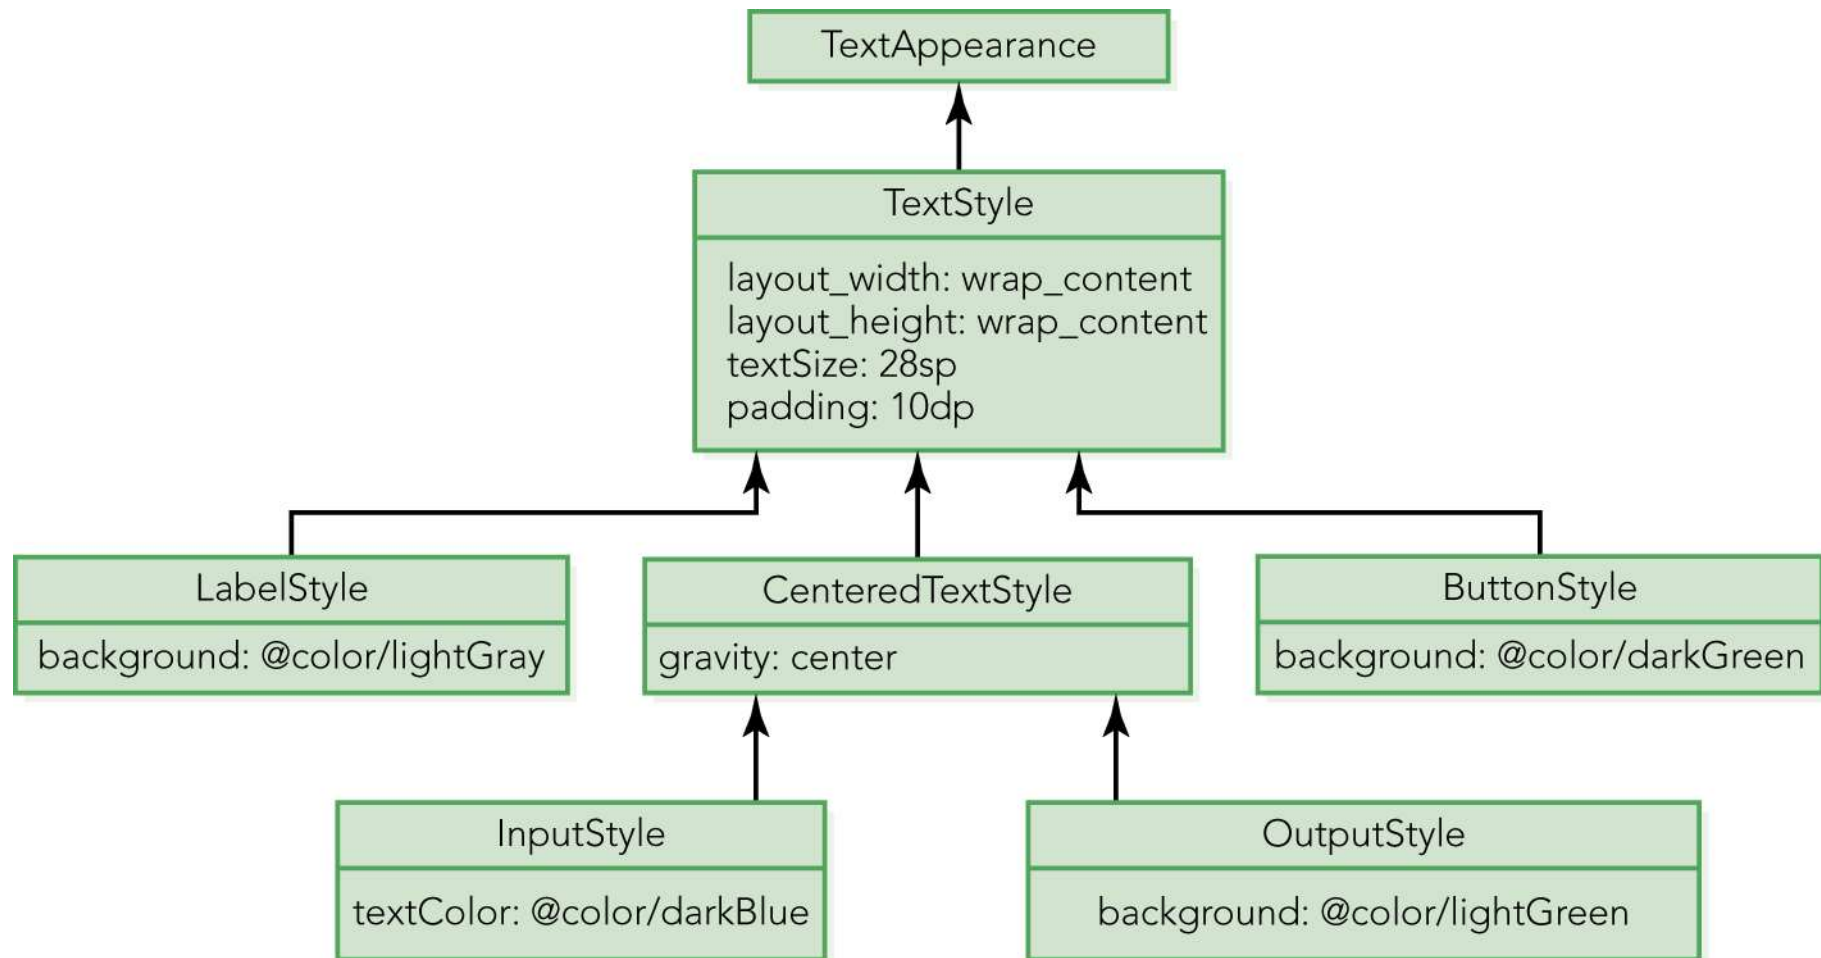 TextAppearance
TextStyle
layout_width: wrap_content
layout_height: wrap_content
textSize: 28sp
padding: 10dp
LabelStyle
background: @color/lightGray
CenteredTextStyle
gravity: center
ButtonStyle
background: @color/darkGreen
InputStyle
textColor: @color/darkBlue
OutputStyle
background: @color/lightGreen